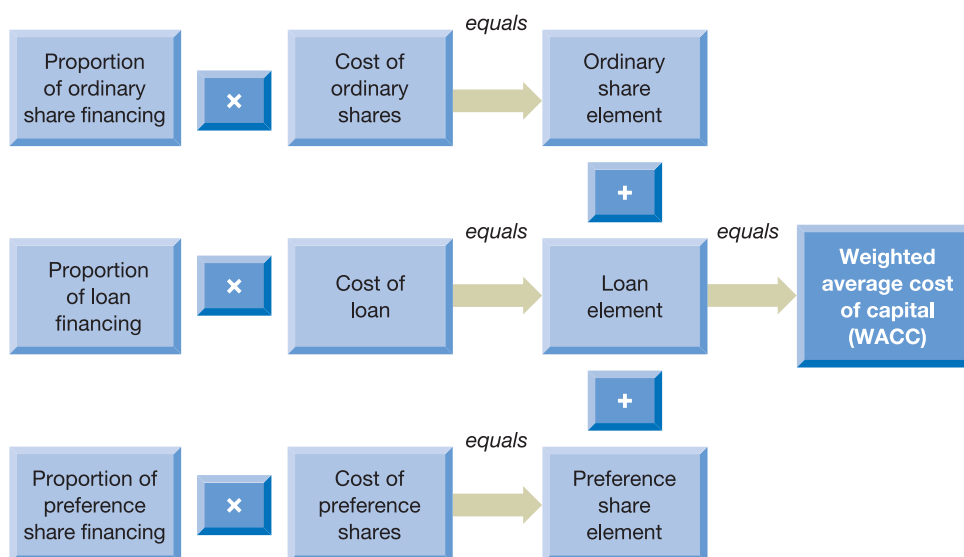 equals
Proportion
of ordinary
share financing
×
Cost of
ordinary
shares
Ordinary
share
element
+
equals
equals
Proportion
of loan
financing
×
Cost of
loan
Loan
element
Weighted
average cost
of capital
(WACC)
+
equals
Proportion of
preference
share financing
×
Cost of
preference
shares
Preference
share
element